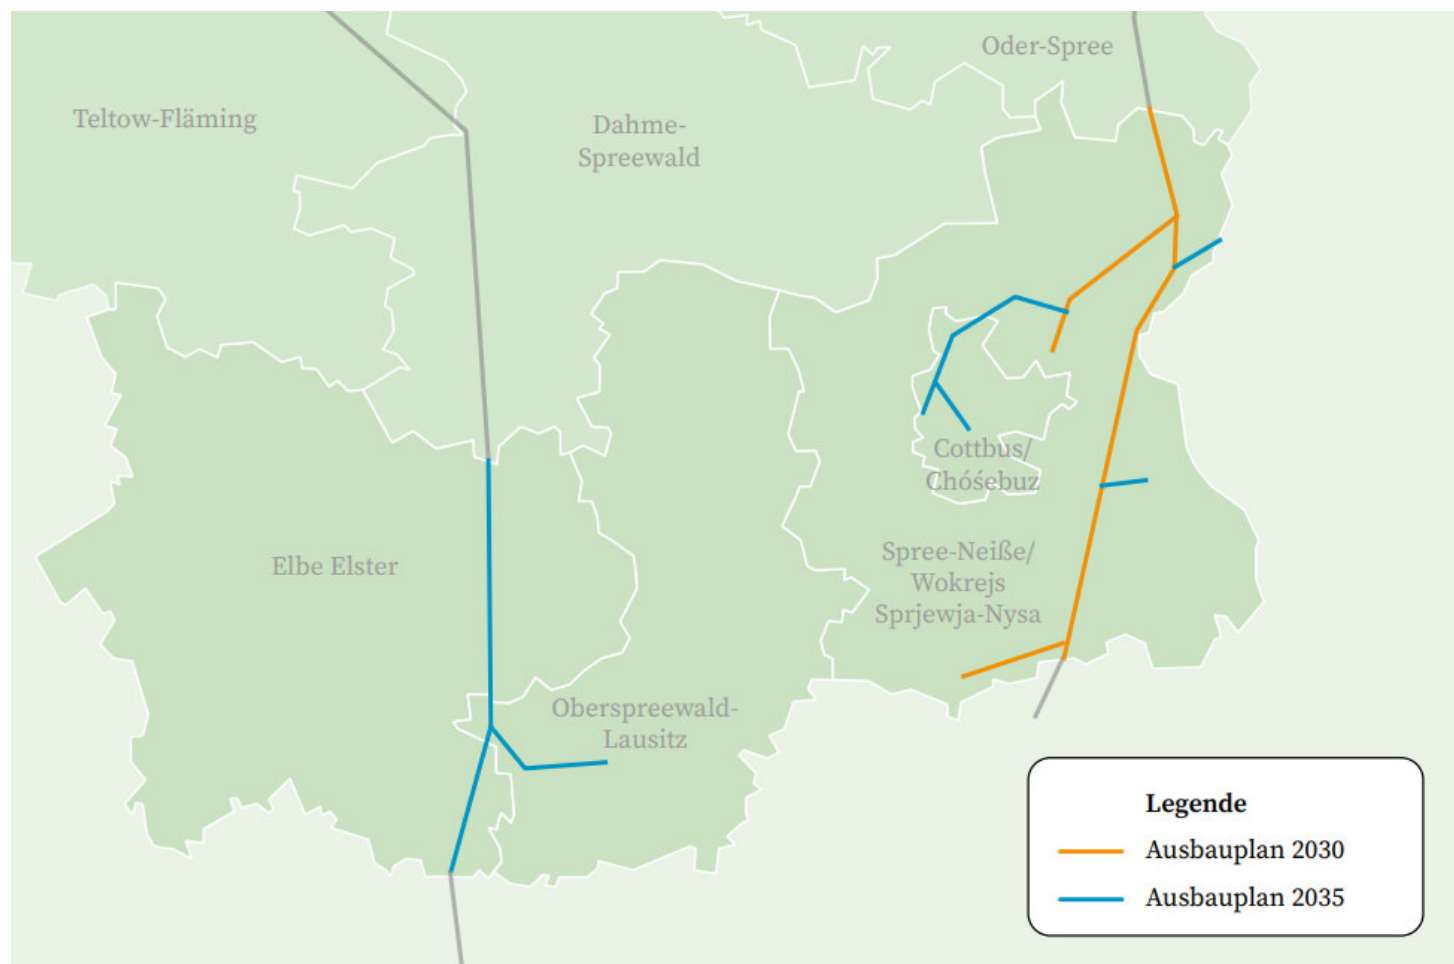 Oder-Spree
Teltow-Fläming
Dahme-
Spreewald
Cottbus/
Chóśebuz
Spree-Neiße/
Wokrejs
Sprjewja-Nysa
Elbe Elster
Oberspreewald-
Lausitz
Legende
Ausbauplan 2030
Ausbauplan 2035